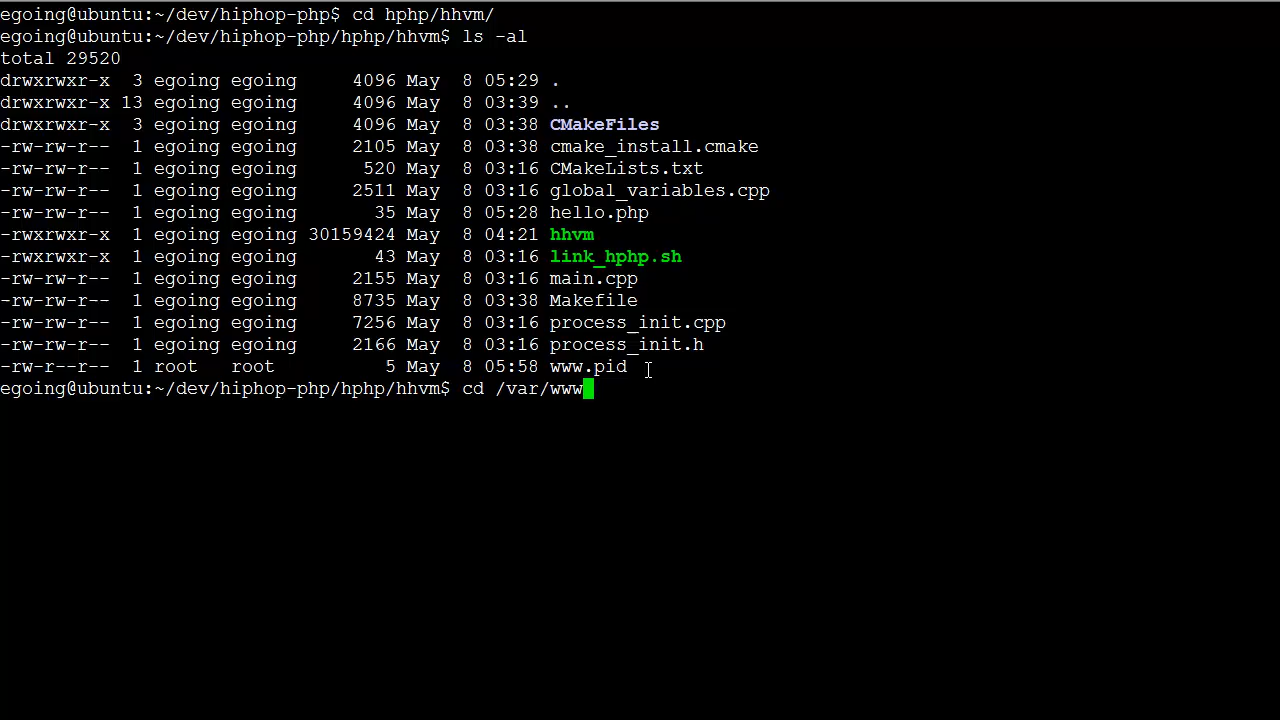 egoing@ubuntu:~/dev/hiphop-php$ cd hphp/hhvm/
egoing@ubuntu:~/dev/hiphop-php/hphp/hhvm$ ls -al
total 29520
drwxrwxr-x  3 egoing egoing     4096 May  8 05:29 .
drwxrwxr-x 13 egoing egoing     4096 May  8 03:39 ..
drwxrwxr-x  3 egoing egoing     4096 May  8 03:38 CMakeFiles
-rw-rw-r--  1 egoing egoing     2105 May  8 03:38 cmake_install.cmake
-rw-rw-r--  1 egoing egoing      520 May  8 03:16 CMakeLists.txt
-rw-rw-r--  1 egoing egoing     2511 May  8 03:16 global_variables.cpp
-rw-rw-r--  1 egoing egoing       35 May  8 05:28 hello.php
-rwxrwxr-x  1 egoing egoing 30159424 May  8 04:21 hhvm
-rwxrwxr-x  1 egoing egoing       43 May  8 03:16 link_hphp.sh
-rw-rw-r--  1 egoing egoing     2155 May  8 03:16 main.cpp
-rw-rw-r--  1 egoing egoing     8735 May  8 03:38 Makefile
-rw-rw-r--  1 egoing egoing     7256 May  8 03:16 process_init.cpp
-rw-rw-r--  1 egoing egoing     2166 May  8 03:16 process_init.h
-rw-r--r--  1 root   root          5 May  8 05:58 www.pid
egoing@ubuntu:~/dev/hiphop-php/hphp/hhvm$ cd /var/www